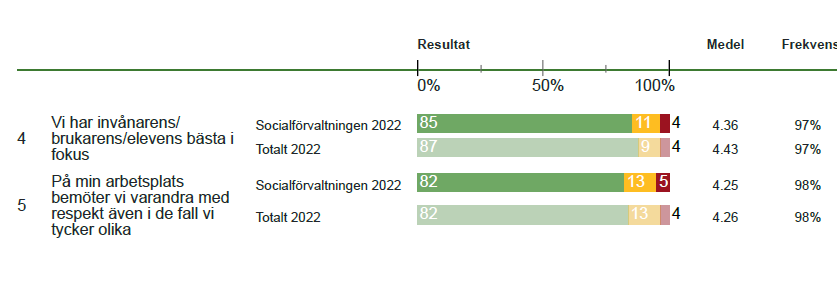 Resultat Medel Frekvens
0% 50% 100%
4 Vi har invånarens/
brukarens/elevens bästa i
fokus
Socialförvaltningen 2022 85 11 4 4.36 97%
Totalt 2022 87 9 4 4.43 97%
5 På min arbetsplats
bemöter vi varandra med
respekt även i de fall vi
tycker olika
Socialförvaltningen 2022 82 13 5 4.25 98%
Totalt 2022 82 13 4 4.26 98%